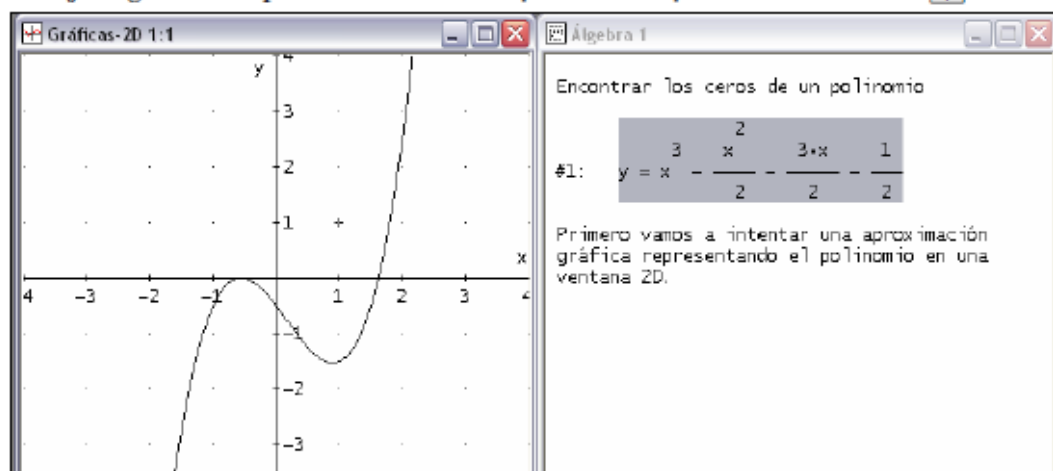 Gráficas-2D 1:1
y
4
3
2
1
x
4 -3 -2 -1 1 2 3 4
-1
-2
-3
Álgebra 1
Encontrar los ceros de un polinomio
#1: y = x^3 - x^2/2 - 3·x/2 - 1/2
Primero vamos a intentar una aproximación
gráfica representando el polinomio en una
ventana 2D.